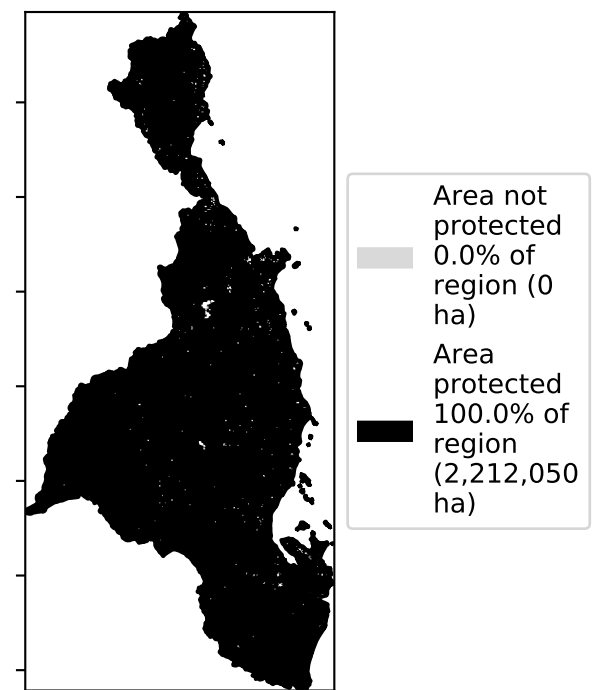 Area not
protected
0.0% of
region (0
ha)
Area
protected
100.0% of
region
(2,212,050
ha)